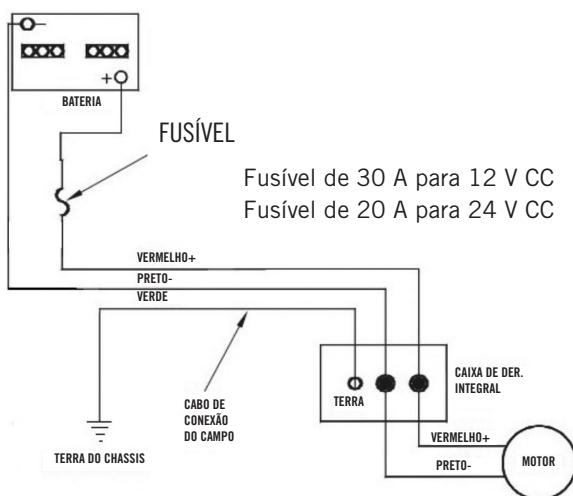 +
BATERIA
FUSÍVEL
Fusível de 30 A para 12 V CC
Fusível de 20 A para 24 V CC
VERMELHO+
PRETO-
VERDE
CABO DE
CONEXÃO
DO CAMPO
TERRA DO CHASSIS
TERRA
CAIXA DE DER.
INTEGRAL
VERMELHO+
PRETO-
MOTOR